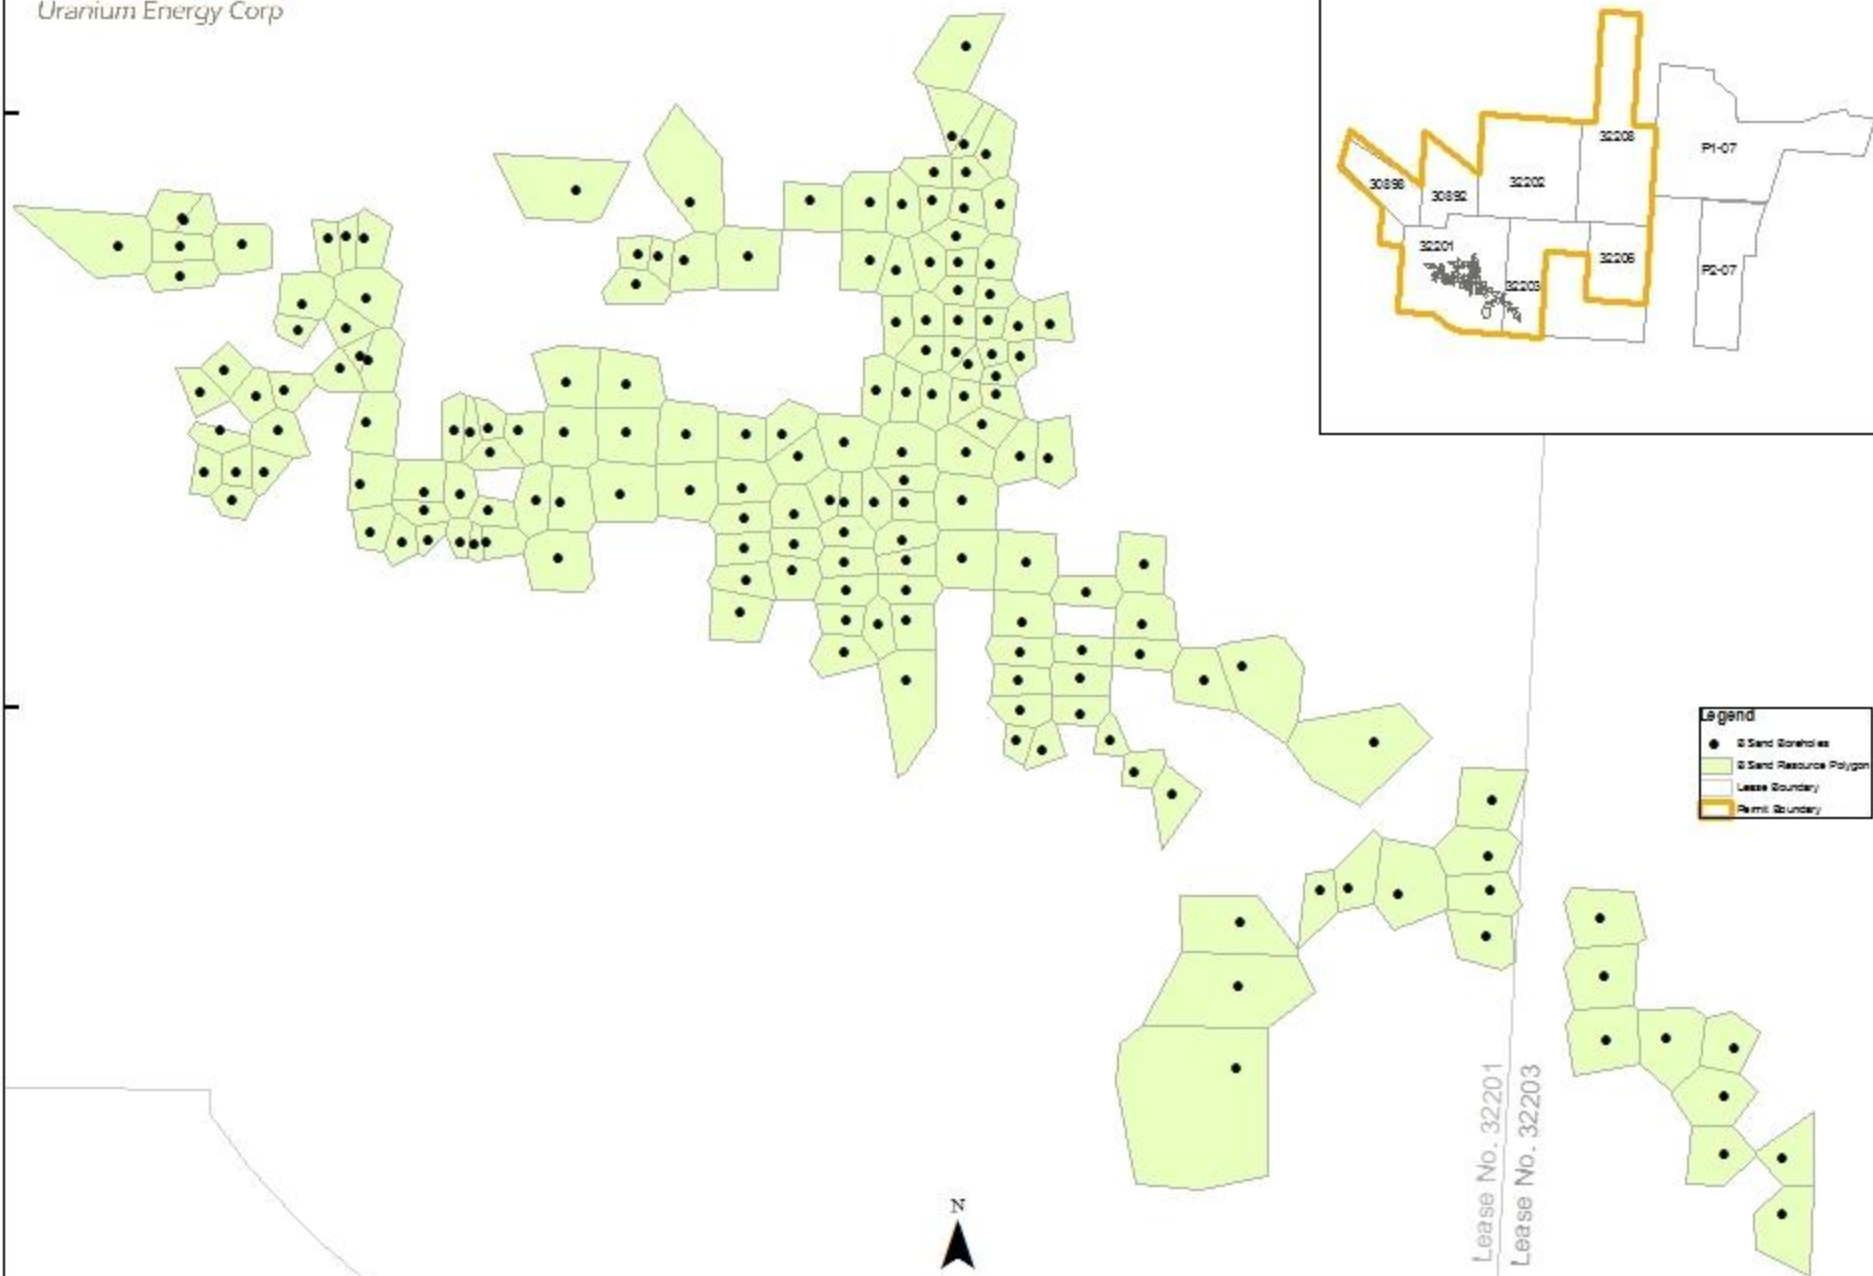 Uranium Energy Corp
32208
P1-07
30898
30892
32202
32201
32206
P2-07
32203
Legend
B Sand Boreholes
B Sand Resource Polygon
Lease Boundary
Permit Boundary
Lease No. 32201
Lease No. 32203
N